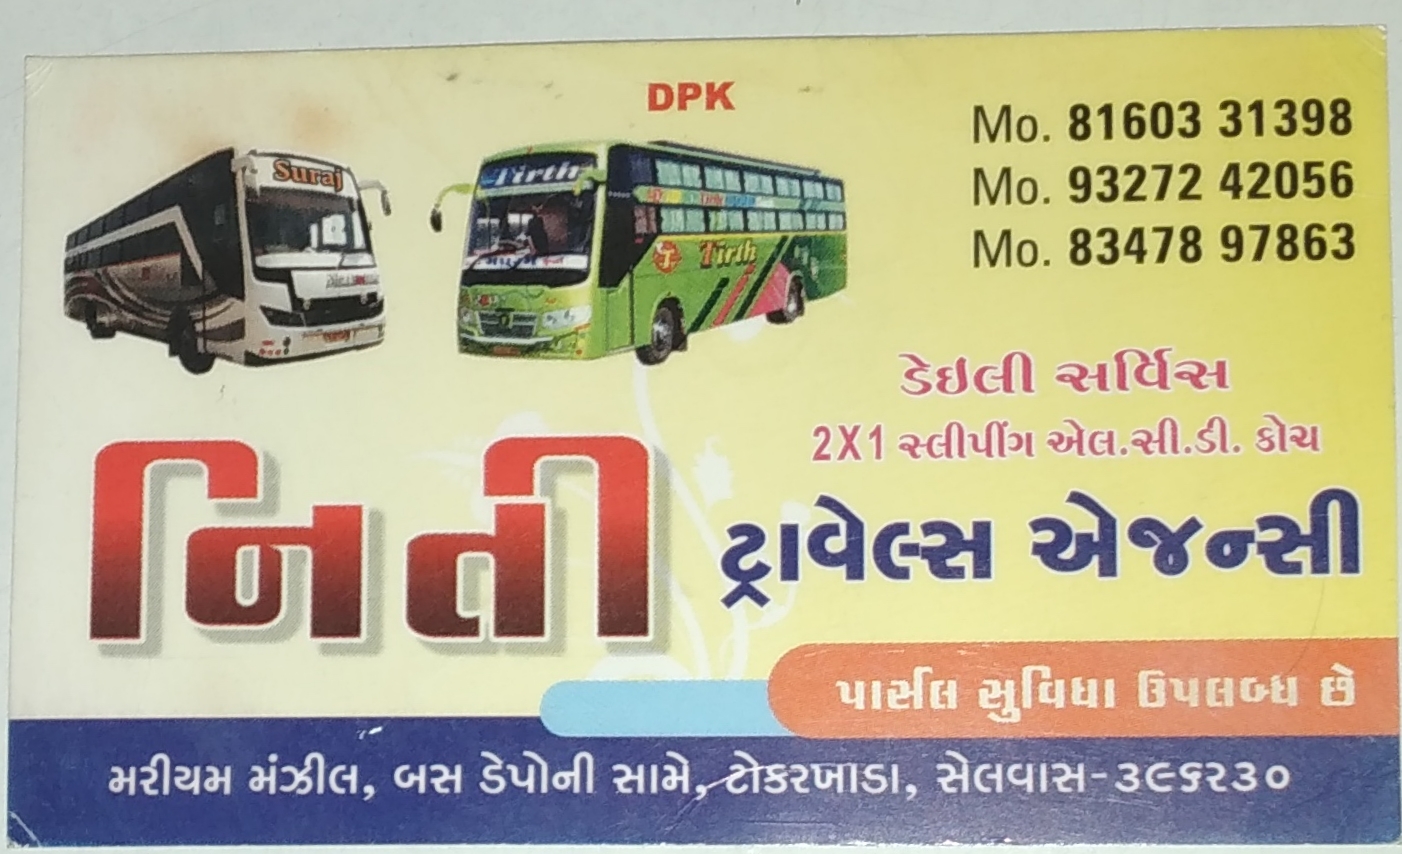 DPK
Mo. 81603 31398
Mo. 93272 42056
Mo. 83478 97863
Suraj
Tirth
Tirth
ડેઇલી સર્વિસ
2X1 સ્લીપીંગ એલ.સી.ડી. કોચ
નિતી
ટ્રાવેલ્સ એજન્સી
પાર્સલ સુવિધા ઉપલબ્ધ છે
મરીયમ મંઝીલ, બસ ડેપોની સામે, ટોકરખાડા, સેલવાસ-૩૯૬૨૩૦